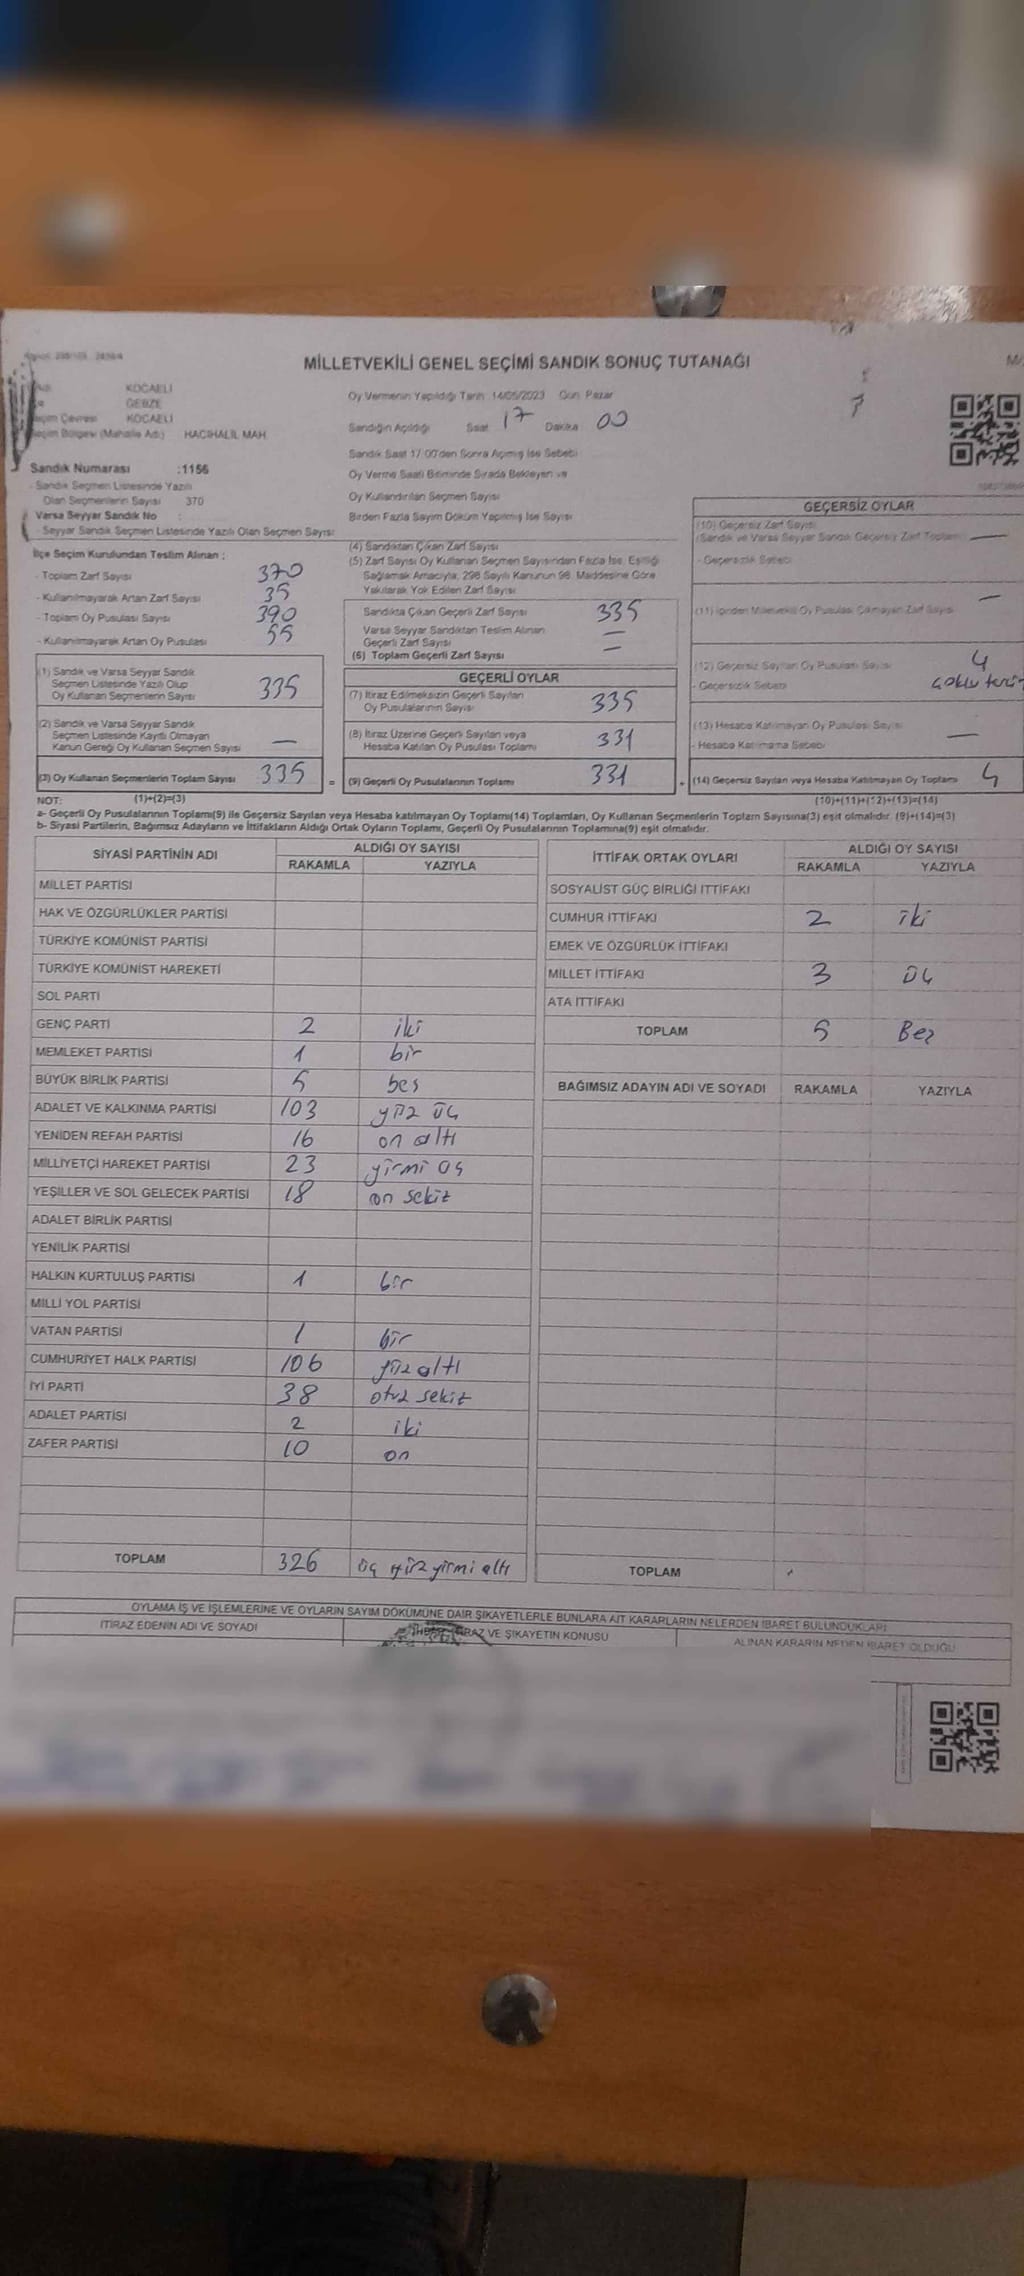 MİLLETVEKİLİ GENEL SEÇİMİ SANDIK SONUÇ TUTANAĞI
KOCAELİ
GEBZE
Seçim Çevresi KOCAELİ
Seçim Bölgesi (Mahalle Adı) HACIHALİL MAH
Sandık Numarası :1156
- Sandık Seçmen Listesinde Yazılı
Olan Seçmenlerin Sayısı 370
Varsa Seyyar Sandık No :
- Seyyar Sandık Seçmen Listesinde Yazılı Olan Seçmen Sayısı:
Oy Vermenin Yapıldığı Tarih 14/05/2023 Gün Pazar
Sandığın Açıldığı Saat 17 Dakika 00
Sandık Saat 17:00'den Sonra Açılmış İse Sebebi
Oy Verme Saati Bitiminde Sırada Bekleyen ve
Oy Kullandırılan Seçmen Sayısı
Birden Fazla Sayım Döküm Yapılmış İse Sayısı
İlçe Seçim Kurulundan Teslim Alınan :
- Toplam Zarf Sayısı 370
- Kullanılmayarak Artan Zarf Sayısı 35
- Toplam Oy Pusulası Sayısı 390
- Kullanılmayarak Artan Oy Pusulası 55
(1) Sandık ve Varsa Seyyar Sandık
Seçmen Listesinde Yazılı Olup
Oy Kullanan Seçmenlerin Sayısı 335
(2) Sandık ve Varsa Seyyar Sandık
Seçmen Listesinde Kayıtlı Olmayan
Kanun Gereği Oy Kullanan Seçmen Sayısı —
(3) Oy Kullanan Seçmenlerin Toplam Sayısı 335 =
(4) Sandıktan Çıkan Zarf Sayısı
(5) Zarf Sayısı Oy Kullanan Seçmen Sayısından Fazla İse, Eşitliği
Sağlamak Amacıyla, 298 Sayılı Kanunun 98. Maddesine Göre
Yakılarak Yok Edilen Zarf Sayısı
Sandıkta Çıkan Geçerli Zarf Sayısı 335
Varsa Seyyar Sandıktan Teslim Alınan
Geçerli Zarf Sayısı —
(6) Toplam Geçerli Zarf Sayısı —
GEÇERLİ OYLAR
(7) İtiraz Edilmeksizin Geçerli Sayılan
Oy Pusulalarının Sayısı 335
(8) İtiraz Üzerine Geçerli Sayılan veya
Hesaba Katılan Oy Pusulası Toplamı 331
(9) Geçerli Oy Pusulalarının Toplamı 331 +
GEÇERSİZ OYLAR
(10) Geçersiz Zarf Sayısı
(Sandık ve Varsa Seyyar Sandık Geçersiz Zarf Toplamı) —
- Geçersizlik Sebebi
(11) İçinden Milletvekili Oy Pusulası Çıkmayan Zarf Sayısı —
(12) Geçersiz Sayılan Oy Pusulası Sayısı 4
- Geçersizlik Sebebi
(13) Hesaba Katılmayan Oy Pusulası Sayısı —
- Hesaba Katılmama Sebebi
(14) Geçersiz Sayılan veya Hesaba Katılmayan Oy Toplamı 4
NOT: (1)+(2)=(3) (10)+(11)+(12)+(13)=(14)
a- Geçerli Oy Pusulalarının Toplamı(9) ile Geçersiz Sayılan veya Hesaba katılmayan Oy Toplamı(14) Toplamları, Oy Kullanan Seçmenlerin Toplam Sayısına(3) eşit olmalıdır. (9)+(14)=(3)
b- Siyasi Partilerin, Bağımsız Adayların ve İttifakların Aldığı Ortak Oyların Toplamı, Geçerli Oy Pusulalarının Toplamına(9) eşit olmalıdır.
SİYASİ PARTİNİN ADI ALDIĞI OY SAYISI
RAKAMLA YAZIYLA
MİLLET PARTİSİ
HAK VE ÖZGÜRLÜKLER PARTİSİ
TÜRKİYE KOMÜNİST PARTİSİ
TÜRKİYE KOMÜNİST HAREKETİ
SOL PARTİ
GENÇ PARTİ 2 iki
MEMLEKET PARTİSİ 1 bir
BÜYÜK BİRLİK PARTİSİ 5 beş
ADALET VE KALKINMA PARTİSİ 103 yüz üç
YENİDEN REFAH PARTİSİ 16 on altı
MİLLİYETÇİ HAREKET PARTİSİ 23 yirmi üç
YEŞİLLER VE SOL GELECEK PARTİSİ 18 on sekiz
ADALET BİRLİK PARTİSİ
YENİLİK PARTİSİ
HALKIN KURTULUŞ PARTİSİ 1 bir
MİLLİ YOL PARTİSİ
VATAN PARTİSİ 1 bir
CUMHURİYET HALK PARTİSİ 106 yüz altı
İYİ PARTİ 38 otuz sekiz
ADALET PARTİSİ 2 iki
ZAFER PARTİSİ 10 on
TOPLAM 326 üç yüz yirmi altı
İTTİFAK ORTAK OYLARI ALDIĞI OY SAYISI
RAKAMLA YAZIYLA
SOSYALİST GÜÇ BİRLİĞİ İTTİFAKI
CUMHUR İTTİFAKI 2 iki
EMEK VE ÖZGÜRLÜK İTTİFAKI
MİLLET İTTİFAKI 3 üç
ATA İTTİFAKI
TOPLAM 5 Beş
BAĞIMSIZ ADAYIN ADI VE SOYADI RAKAMLA YAZIYLA
TOPLAM
OYLAMA İŞ VE İŞLEMLERİNE VE OYLARIN SAYIM DÖKÜMÜNE DAİR ŞİKAYETLERLE BUNLARA AİT KARARLARIN NELERDEN İBARET BULUNDUKLARI
İTİRAZ EDENİN ADI VE SOYADI İTİRAZ VE ŞİKAYETİN KONUSU ALINAN KARARIN NEDEN İBARET OLDUĞU